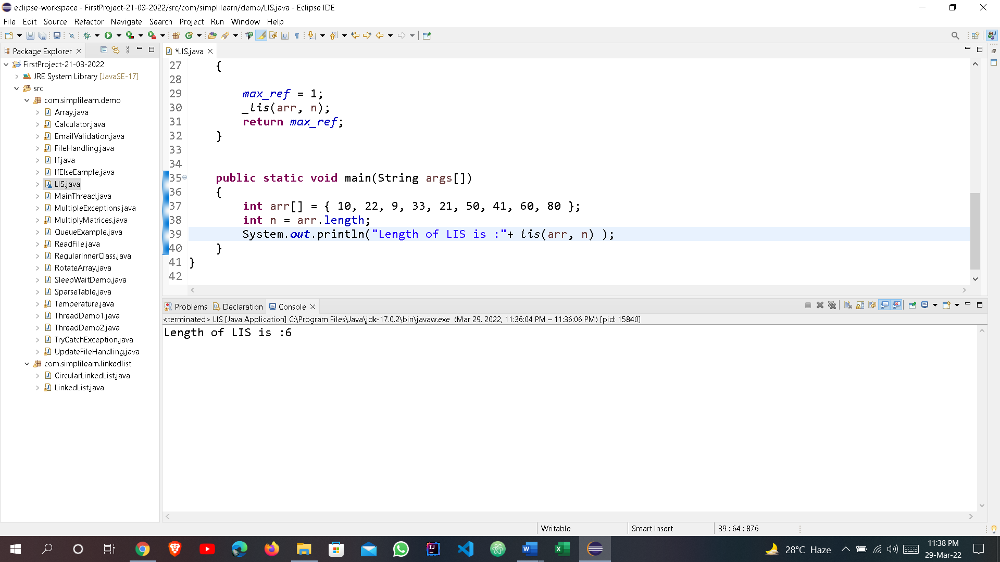 eclipse-workspace - FirstProject-21-03-2022/src/com/simplilearn/demo/LIS.java - Eclipse IDE
File Edit Source Refactor Navigate Search Project Run Window Help
Package Explorer
FirstProject-21-03-2022
JRE System Library [JavaSE-17]
src
com.simplilearn.demo
Array.java
Calculator.java
EmailValidation.java
FileHandling.java
If.java
IfElseEample.java
LIS.java
MainThread.java
MultipleExceptions.java
MultiplyMatrices.java
QueueExample.java
ReadFile.java
RegularInnerClass.java
RotateArray.java
SleepWaitDemo.java
SparseTable.java
Temperature.java
ThreadDemo1.java
ThreadDemo2.java
TryCatchException.java
UpdateFileHandling.java
com.simplilearn.linkedlist
CircularLinkedList.java
LinkedList.java
*LIS.java
27 {
28
29 max_ref = 1;
30 _lis(arr, n);
31 return max_ref;
32 }
33
34
35 public static void main(String args[])
36 {
37 int arr[] = { 10, 22, 9, 33, 21, 50, 41, 60, 80 };
38 int n = arr.length;
39 System.out.println("Length of LIS is :"+ lis(arr, n) );
40 }
41 }
42
Problems Declaration Console
<terminated> LIS [Java Application] C:\Program Files\Java\jdk-17.0.2\bin\javaw.exe (Mar 29, 2022, 11:36:04 PM – 11:36:06 PM) [pid: 15840]
Length of LIS is :6
Writable Smart Insert 39 : 64 : 876
28°C Haze
11:38 PM
29-Mar-22